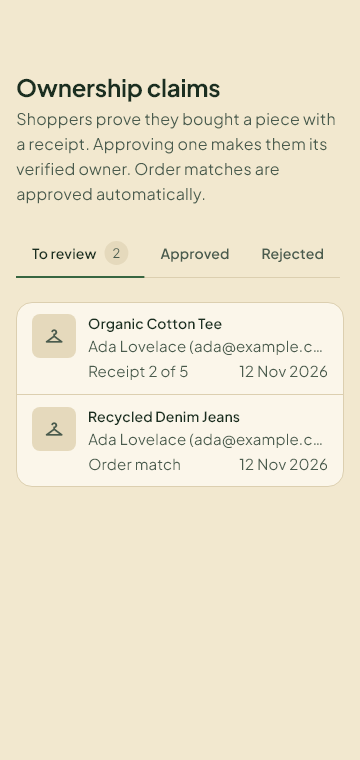 Ownership claims
Shoppers prove they bought a piece with
a receipt. Approving one makes them its
verified owner. Order matches are
approved automatically.
To review 2 Approved Rejected
Organic Cotton Tee
Ada Lovelace (ada@example.c...
Receipt 2 of 5 12 Nov 2026
Recycled Denim Jeans
Ada Lovelace (ada@example.c...
Order match 12 Nov 2026